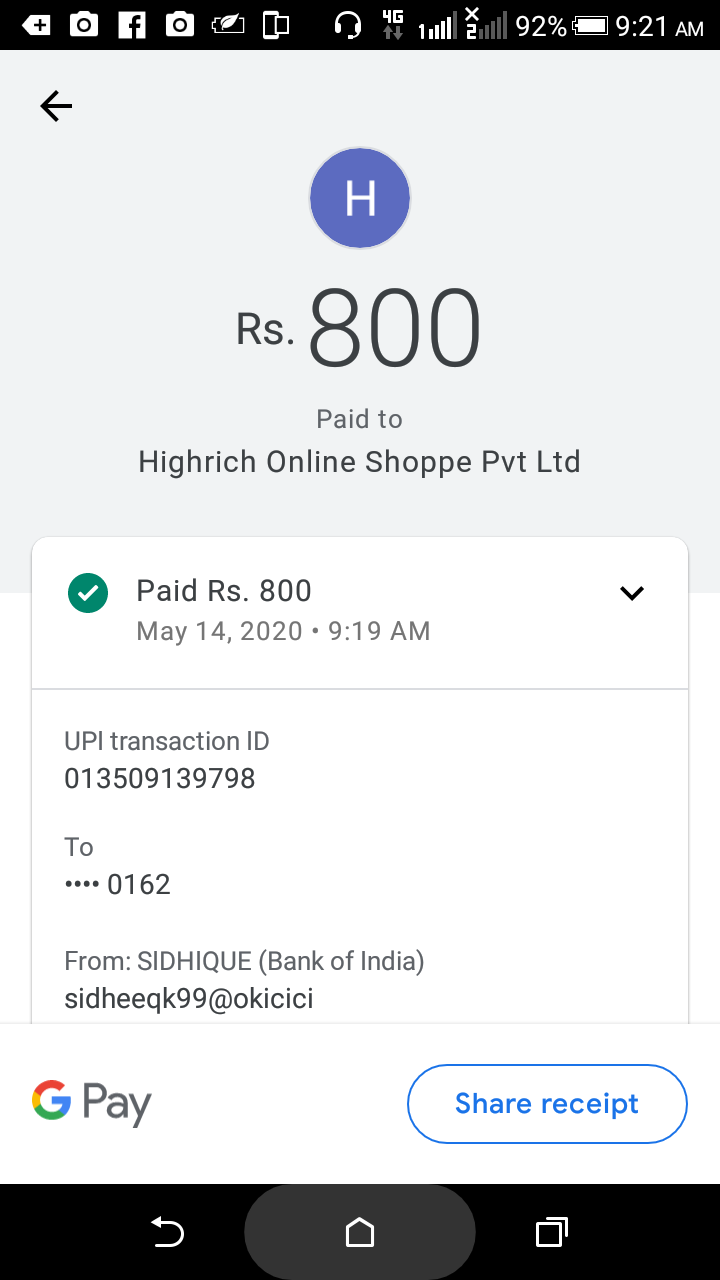 4G 1 2 92% 9:21 AM
H
Rs. 800
Paid to
Highrich Online Shoppe Pvt Ltd
Paid Rs. 800
May 14, 2020 • 9:19 AM
UPI transaction ID
013509139798
To
•••• 0162
From: SIDHIQUE (Bank of India)
sidheeqk99@okicici
G Pay
Share receipt